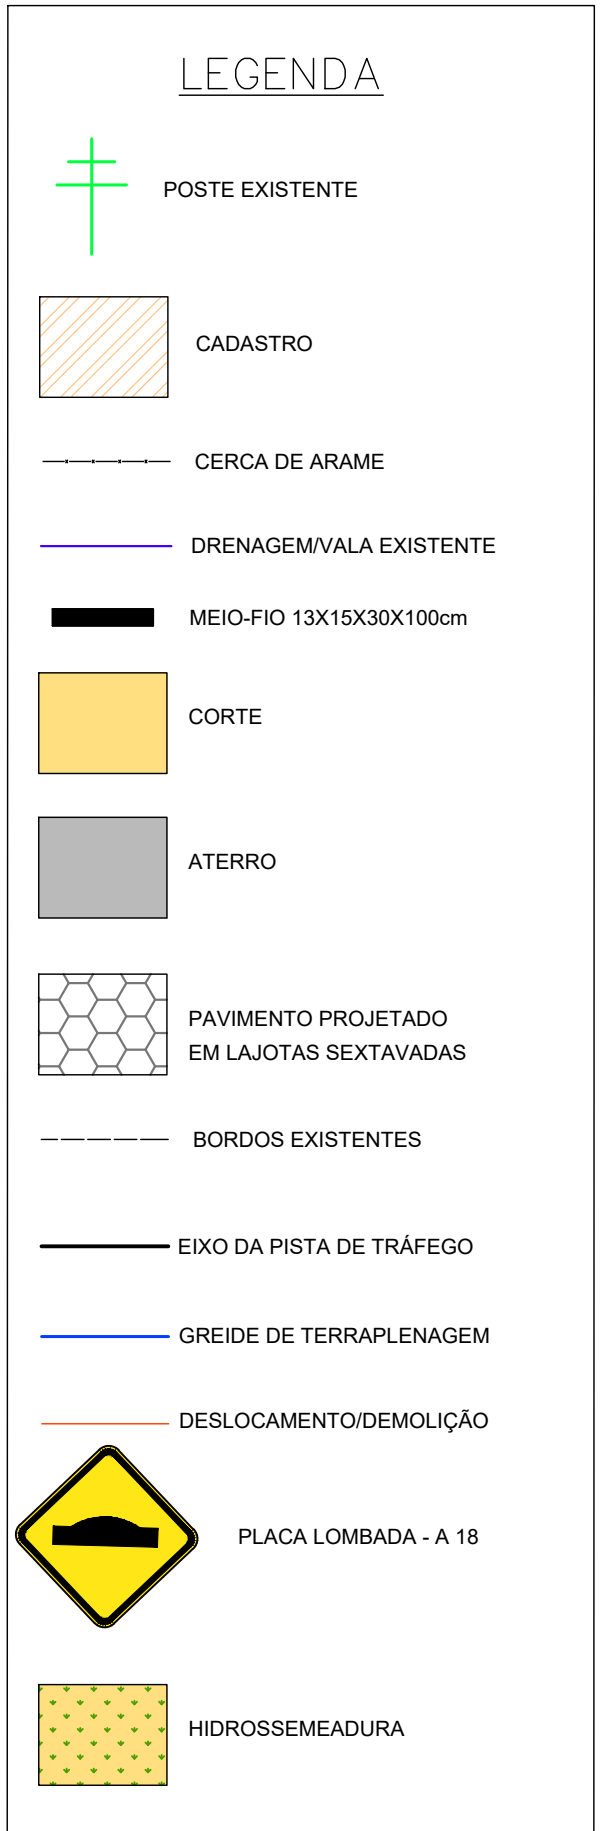 LEGENDA
POSTE EXISTENTE
CADASTRO
CERCA DE ARAME
DRENAGEM/VALA EXISTENTE
MEIO-FIO 13X15X30X100cm
CORTE
ATERRO
PAVIMENTO PROJETADO
EM LAJOTAS SEXTAVADAS
BORDOS EXISTENTES
EIXO DA PISTA DE TRÁFEGO
GREIDE DE TERRAPLENAGEM
DESLOCAMENTO/DEMOLIÇÃO
PLACA LOMBADA - A 18
HIDROSSEMEADURA